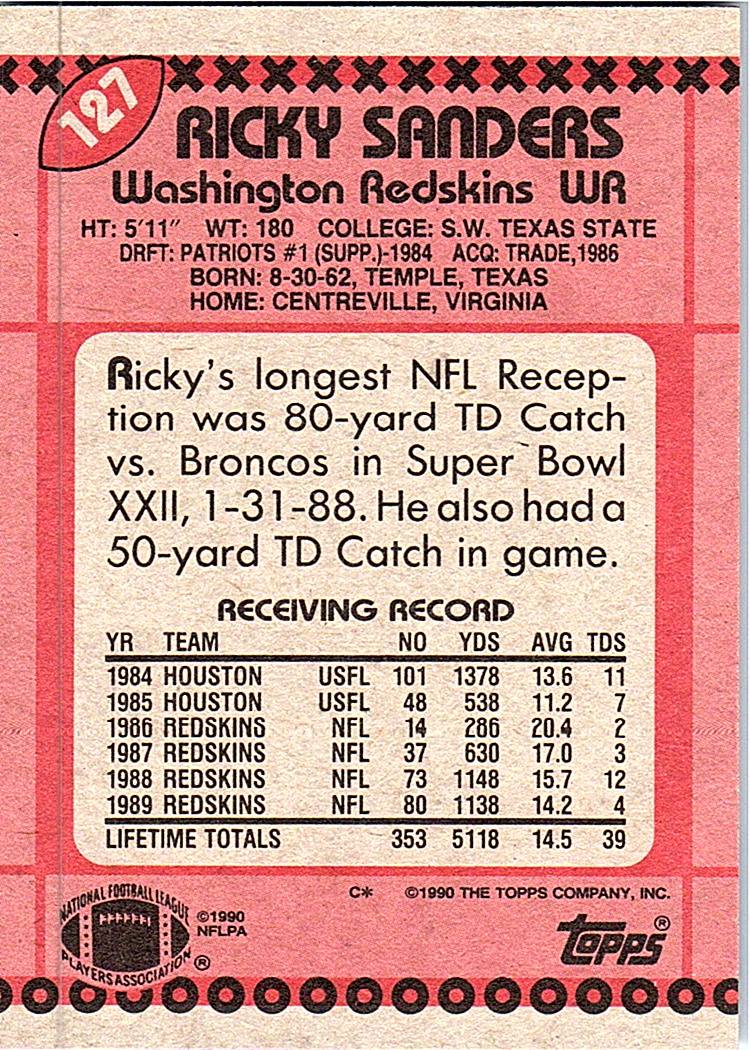 127
RICKY SANDERS
Washington Redskins WR
HT: 5'11" WT: 180 COLLEGE: S.W. TEXAS STATE
DRFT: PATRIOTS #1 (SUPP.)-1984 ACQ: TRADE,1986
BORN: 8-30-62, TEMPLE, TEXAS
HOME: CENTREVILLE, VIRGINIA
Ricky's longest NFL Recep-
tion was 80-yard TD Catch
vs. Broncos in Super Bowl
XXII, 1-31-88. He also had a
50-yard TD Catch in game.
RECEIVING RECORD
YR TEAM NO YDS AVG TDS
1984 HOUSTON USFL 101 1378 13.6 11
1985 HOUSTON USFL 48 538 11.2 7
1986 REDSKINS NFL 14 286 20.4 2
1987 REDSKINS NFL 37 630 17.0 3
1988 REDSKINS NFL 73 1148 15.7 12
1989 REDSKINS NFL 80 1138 14.2 4
LIFETIME TOTALS 353 5118 14.5 39
C* ©1990 THE TOPPS COMPANY, INC.
NATIONAL FOOTBALL LEAGUE
PLAYERS ASSOCIATION ®
©1990
NFLPA
topps®